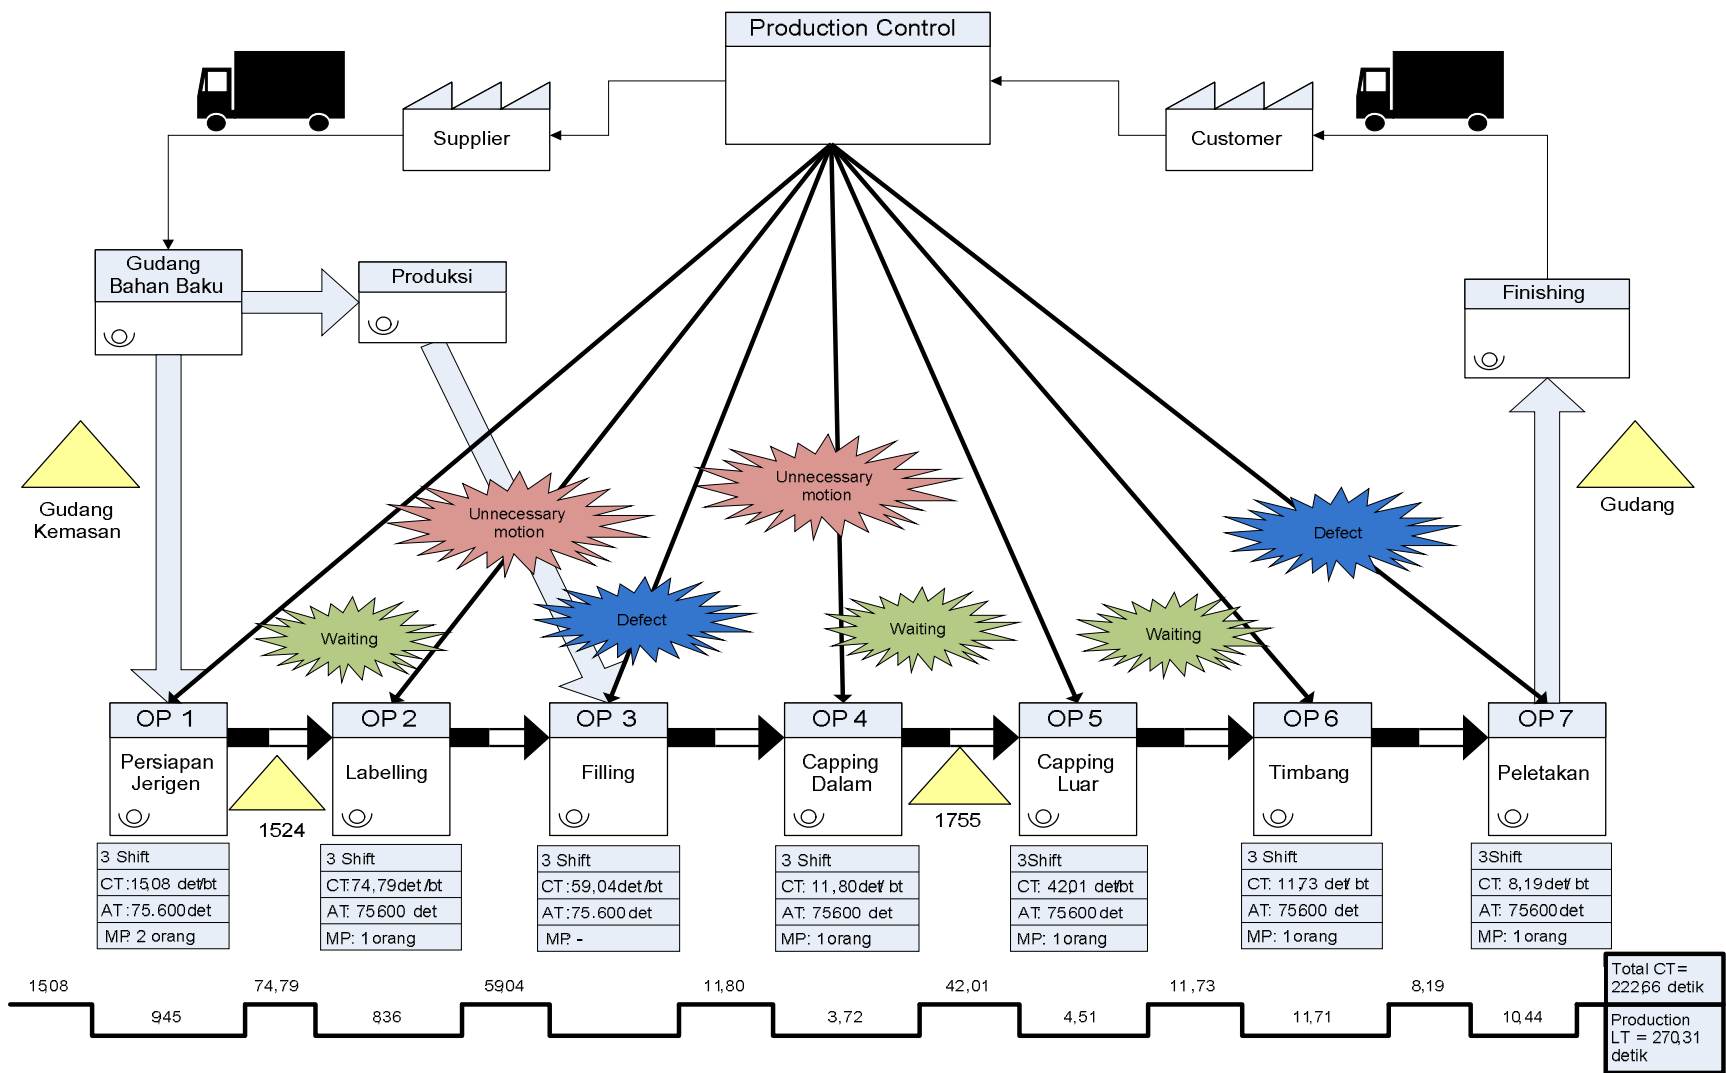 Production Control
Supplier
Customer
Gudang
Bahan Baku
Produksi
Finishing
Gudang
Kemasan
Gudang
Unnecessary
motion
Unnecessary
motion
Defect
Defect
Waiting
Waiting
Waiting
OP 1
Persiapan
Jerigen
1524
OP 2
Labelling
OP 3
Filling
OP 4
Capping
Dalam
1755
OP 5
Capping
Luar
OP 6
Timbang
OP 7
Peletakan
3 Shift
CT:15,08 det/bt
AT:75.600det
MP: 2 orang
3 Shift
CT:74,79det/bt
AT: 75600 det
MP: 1 orang
3 Shift
CT:59,04det/bt
AT:75.600det
MP: -
3 Shift
CT: 11,80 det/ bt
AT: 75600 det
MP: 1 orang
3Shift
CT: 42,01 det/bt
AT: 75600 det
MP: 1 orang
3 Shift
CT: 11,73 det/ bt
AT: 75600 det
MP: 1 orang
3Shift
CT: 8,19 det/ bt
AT: 75600 det
MP: 1 orang
15,08
74,79
59,04
11,80
42,01
11,73
8,19
9,45
8,36
3,72
4,51
11,71
10,44
Total CT=
222,66 detik
Production
LT = 270,31
detik